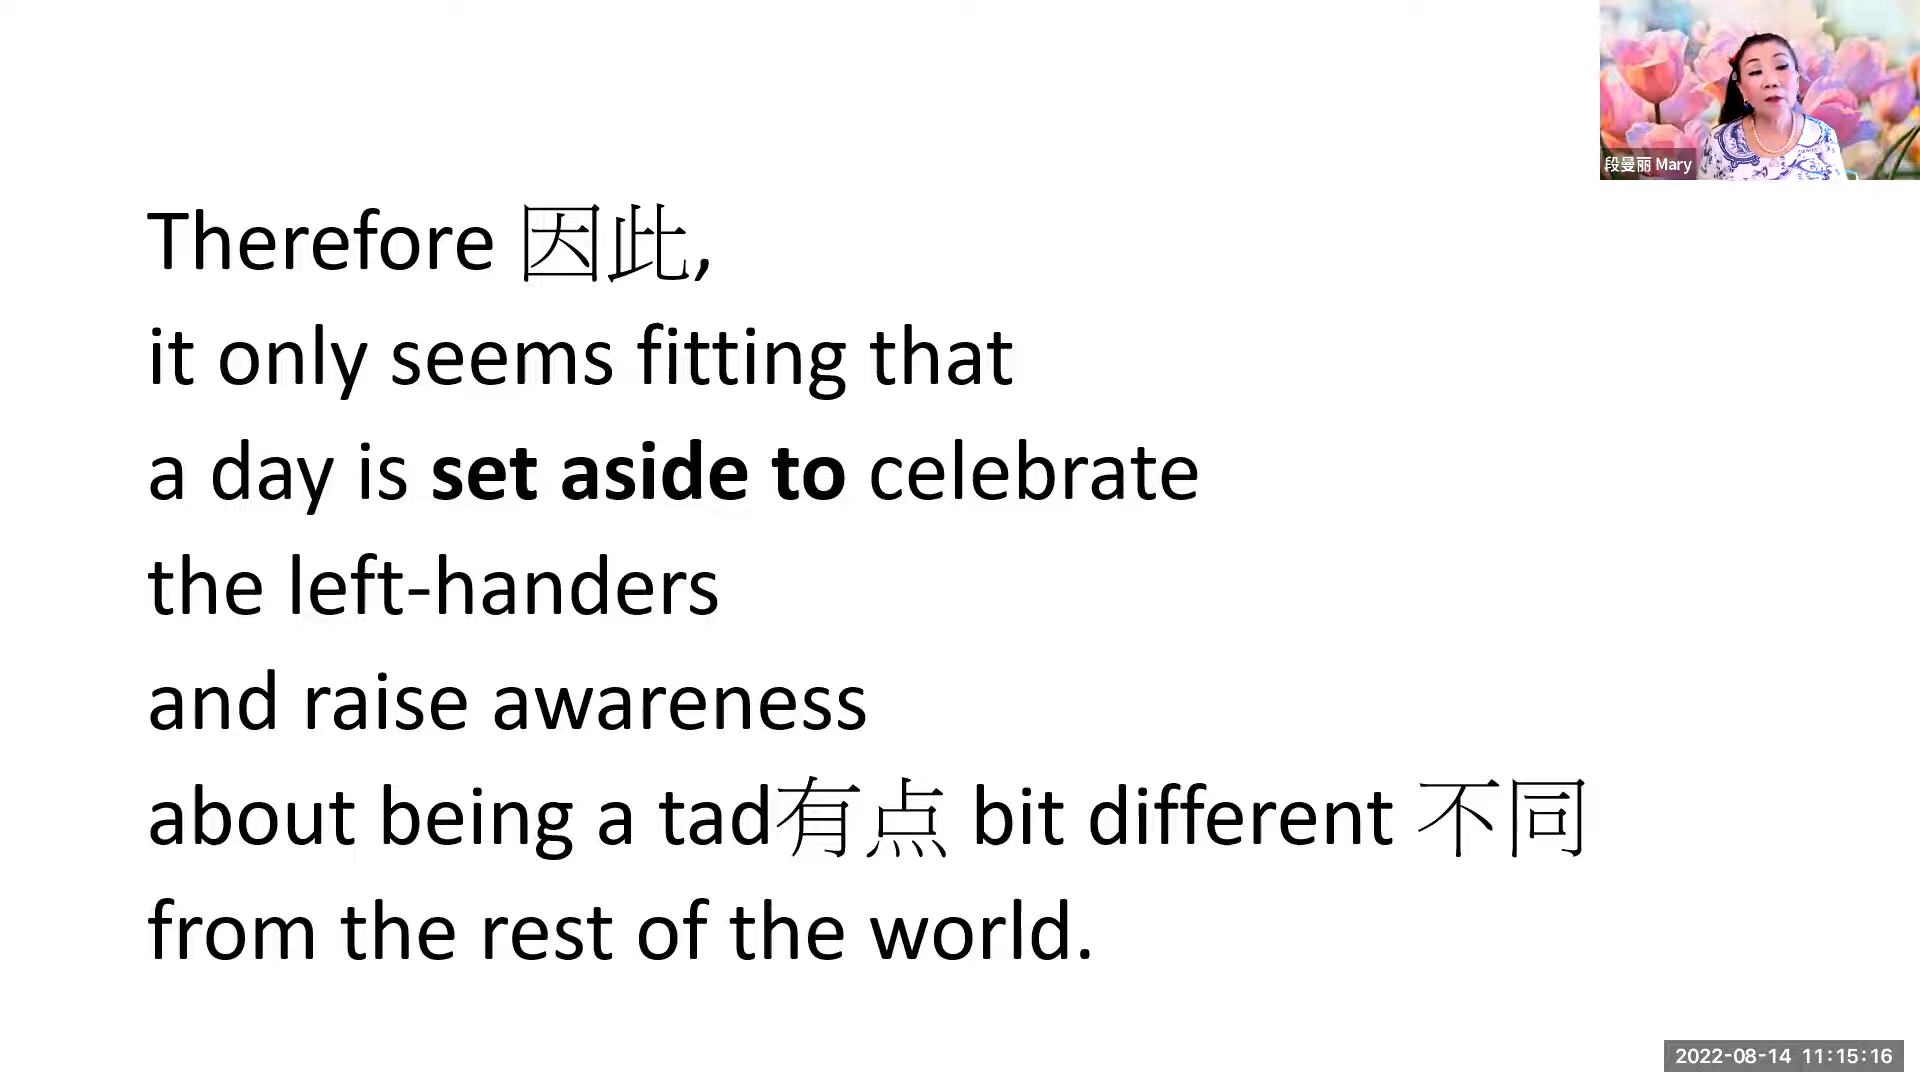 段曼丽 Mary
Therefore 因此,
it only seems fitting that
a day is set aside to celebrate
the left-handers
and raise awareness
about being a tad有点 bit different 不同
from the rest of the world.
2022-08-14 11:15:16